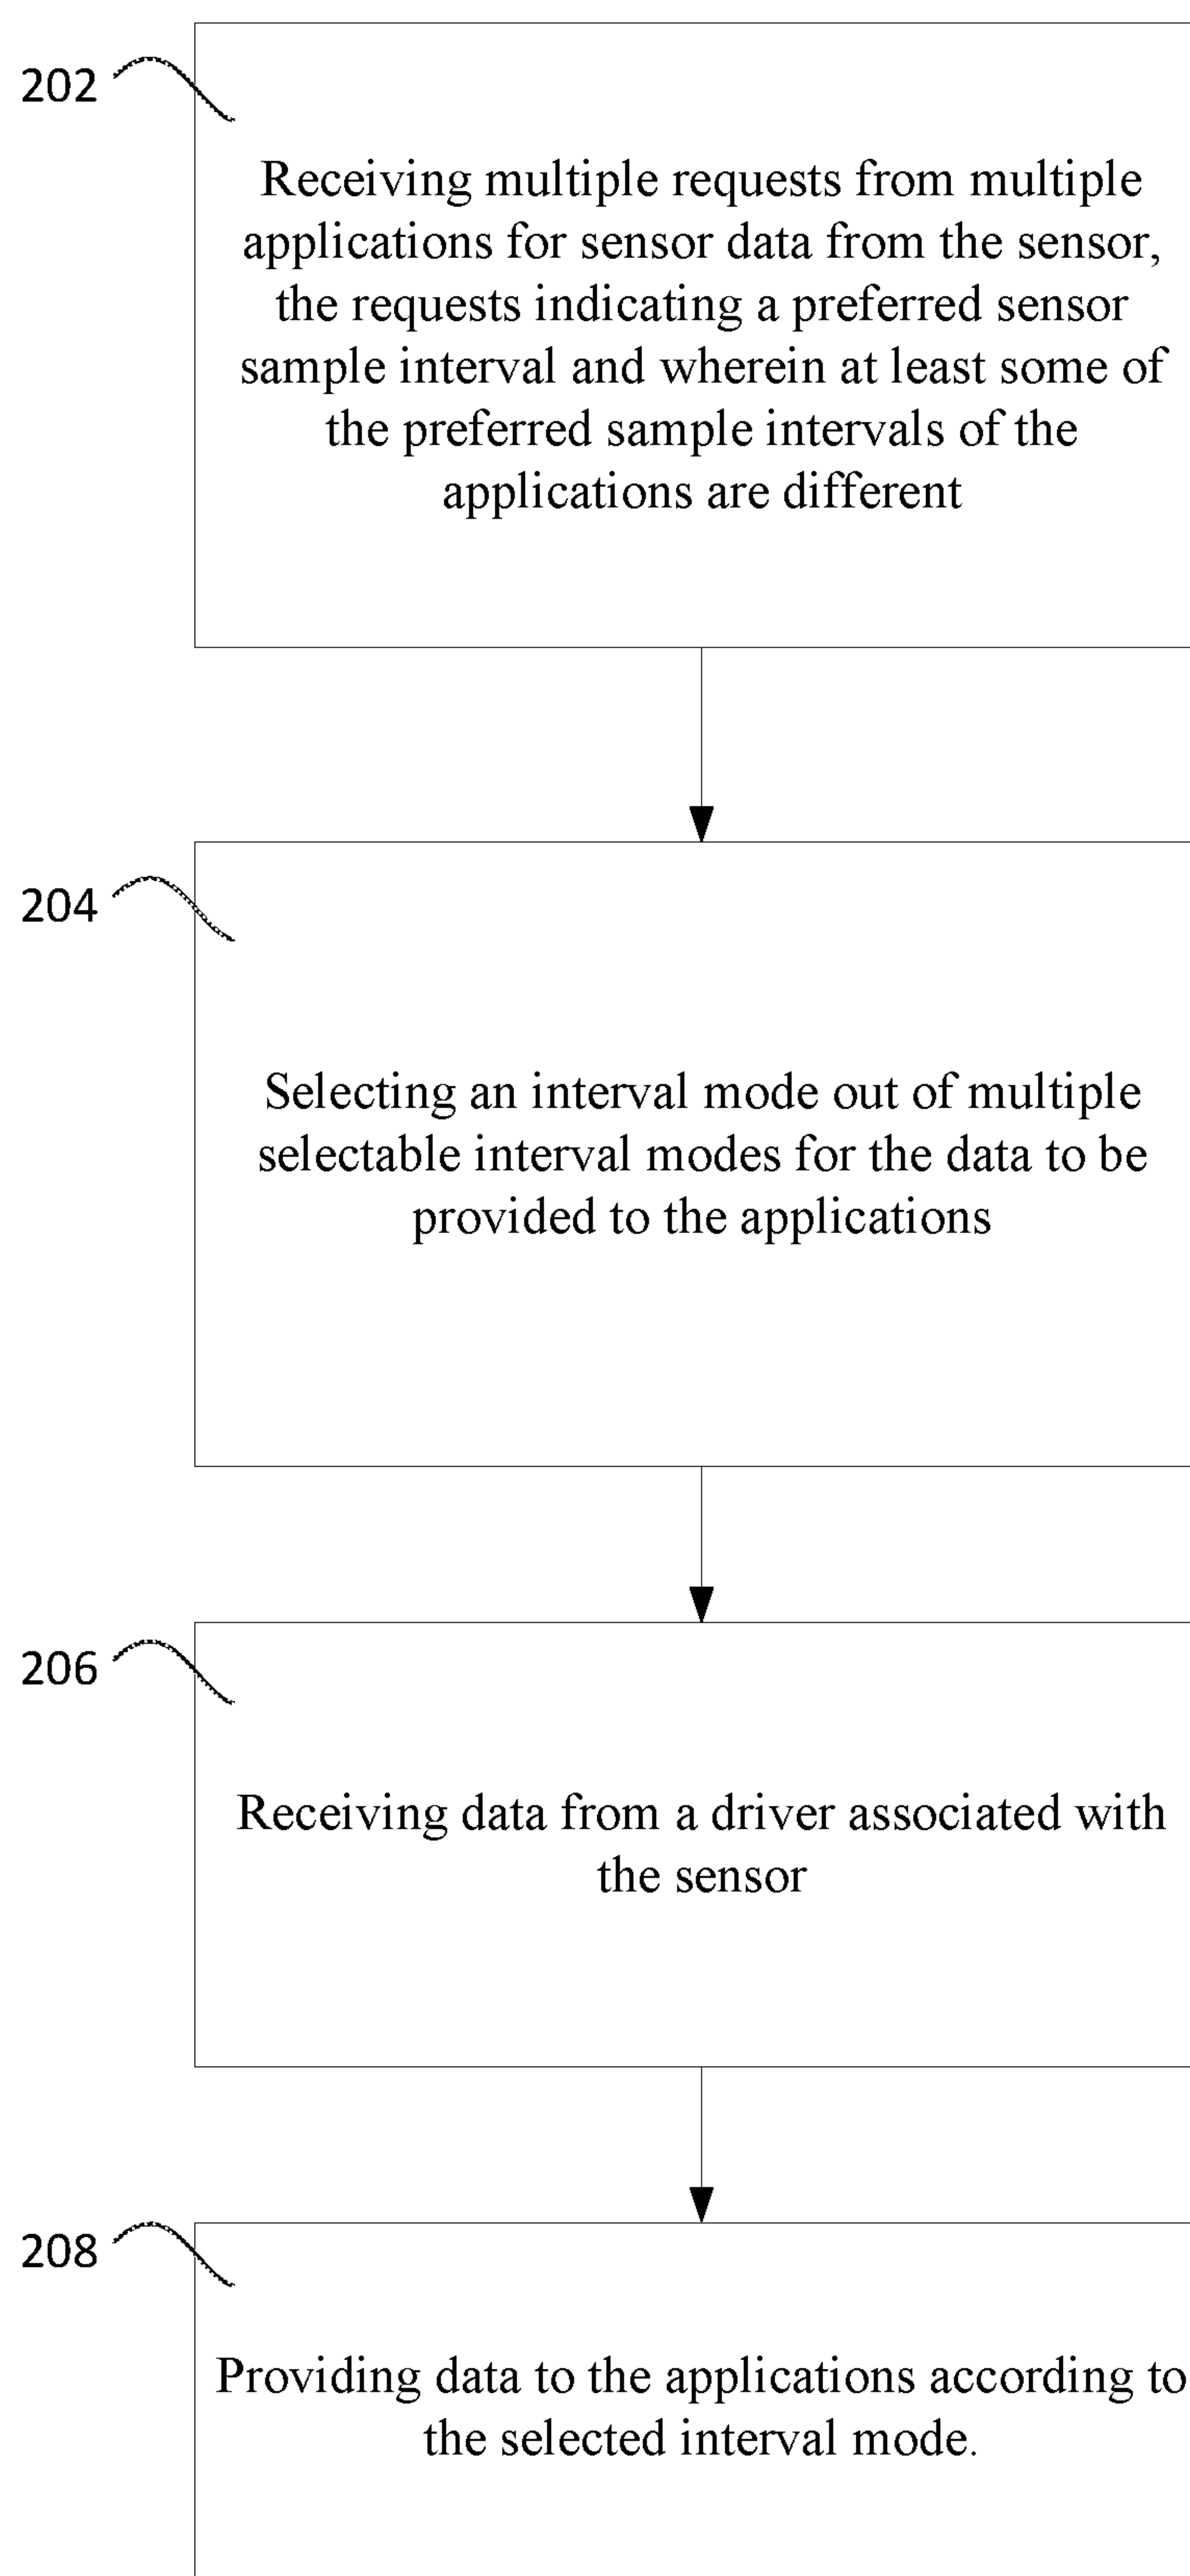 202
Receiving multiple requests from multiple
applications for sensor data from the sensor,
the requests indicating a preferred sensor
sample interval and wherein at least some of
the preferred sample intervals of the
applications are different
204
Selecting an interval mode out of multiple
selectable interval modes for the data to be
provided to the applications
206
Receiving data from a driver associated with
the sensor
208
Providing data to the applications according to
the selected interval mode.